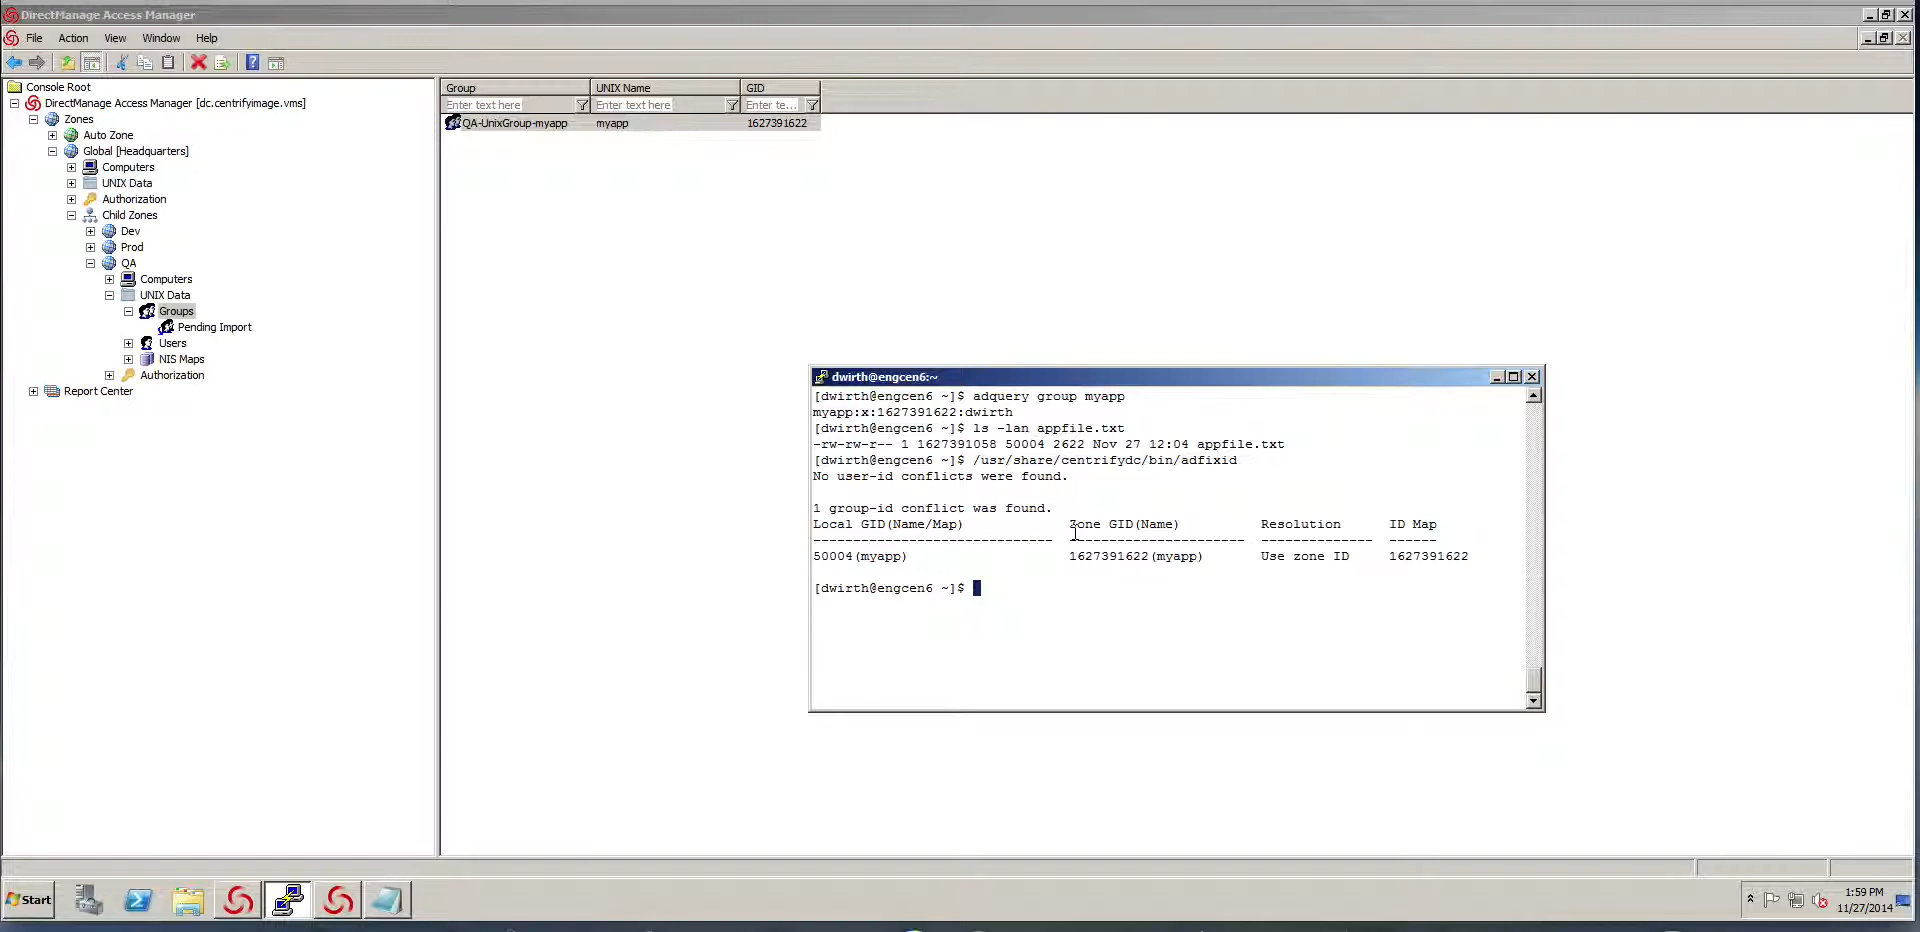 DirectManage Access Manager
File Action View Window Help
Console Root
DirectManage Access Manager [dc.centrifyimage.vms]
Zones
Auto Zone
Global [Headquarters]
Computers
UNIX Data
Authorization
Child Zones
Dev
Prod
QA
Computers
UNIX Data
Groups
Pending Import
Users
NIS Maps
Authorization
Report Center
Group UNIX Name GID
Enter text here Enter text here Enter te...
QA-UnixGroup-myapp myapp 1627391622
dwirth@engcen6:~
[dwirth@engcen6 ~]$ adquery group myapp
myapp:x:1627391622:dwirth
[dwirth@engcen6 ~]$ ls -lan appfile.txt
-rw-rw-r-- 1 1627391058 50004 2622 Nov 27 12:04 appfile.txt
[dwirth@engcen6 ~]$ /usr/share/centrifydc/bin/adfixid
No user-id conflicts were found.
1 group-id conflict was found.
Local GID(Name/Map) Zone GID(Name) Resolution ID Map
------------------------------ ---------------------- -------------- ------
50004(myapp) 1627391622(myapp) Use zone ID 1627391622
[dwirth@engcen6 ~]$
Start
1:59 PM
11/27/2014